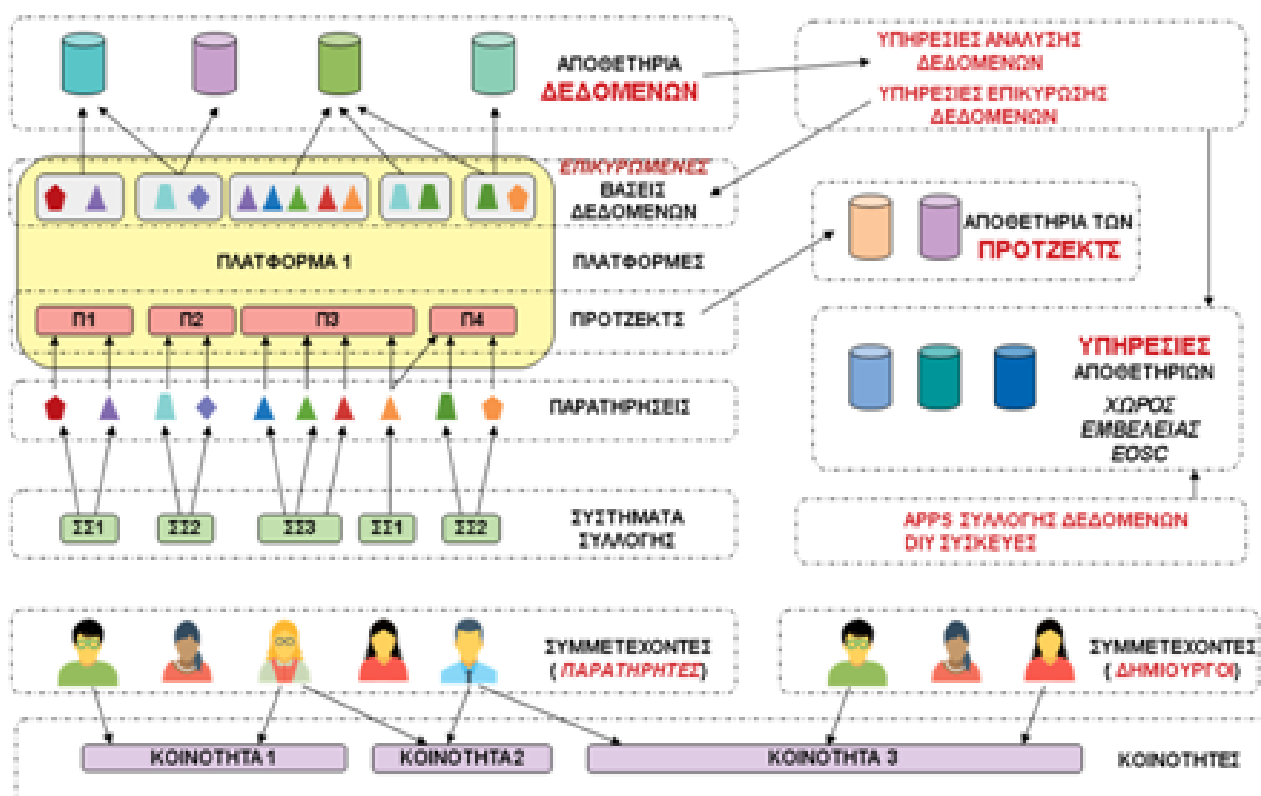 ΑΠΟΘΕΤΗΡΙΑ
ΔΕΔΟΜΕΝΩΝ
ΥΠΗΡΕΣΙΕΣ ΑΝΑΛΥΣΗΣ
ΔΕΔΟΜΕΝΩΝ
ΥΠΗΡΕΣΙΕΣ ΕΠΙΚΥΡΩΣΗΣ
ΔΕΔΟΜΕΝΩΝ
ΕΠΙΚΥΡΩΜΕΝΕΣ
ΒΑΣΕΙΣ
ΔΕΔΟΜΕΝΩΝ
ΑΠΟΘΕΤΗΡΙΑ ΤΩΝ
ΠΡΟΤΖΕΚΤΣ
ΠΛΑΤΦΟΡΜΑ 1
ΠΛΑΤΦΟΡΜΕΣ
Π1
Π2
Π3
Π4
ΠΡΟΤΖΕΚΤΣ
ΥΠΗΡΕΣΙΕΣ
ΑΠΟΘΕΤΗΡΙΩΝ
ΧΩΡΟΣ
ΕΜΒΕΛΕΙΑΣ
EOSC
ΠΑΡΑΤΗΡΗΣΕΙΣ
ΣΣ1
ΣΣ2
ΣΣ3
ΣΣ1
ΣΣ2
ΣΥΣΤΗΜΑΤΑ
ΣΥΛΛΟΓΗΣ
APPS ΣΥΛΛΟΓΗΣ ΔΕΔΟΜΕΝΩΝ
DIY ΣΥΣΚΕΥΕΣ
ΣΥΜΜΕΤΕΧΟΝΤΕΣ
( ΠΑΡΑΤΗΡΗΤΕΣ)
ΣΥΜΜΕΤΕΧΟΝΤΕΣ
( ΔΗΜΙΟΥΡΓΟΙ)
ΚΟΙΝΟΤΗΤΑ 1
ΚΟΙΝΟΤΗΤΑ 2
ΚΟΙΝΟΤΗΤΑ 3
ΚΟΙΝΟΤΗΤΕΣ